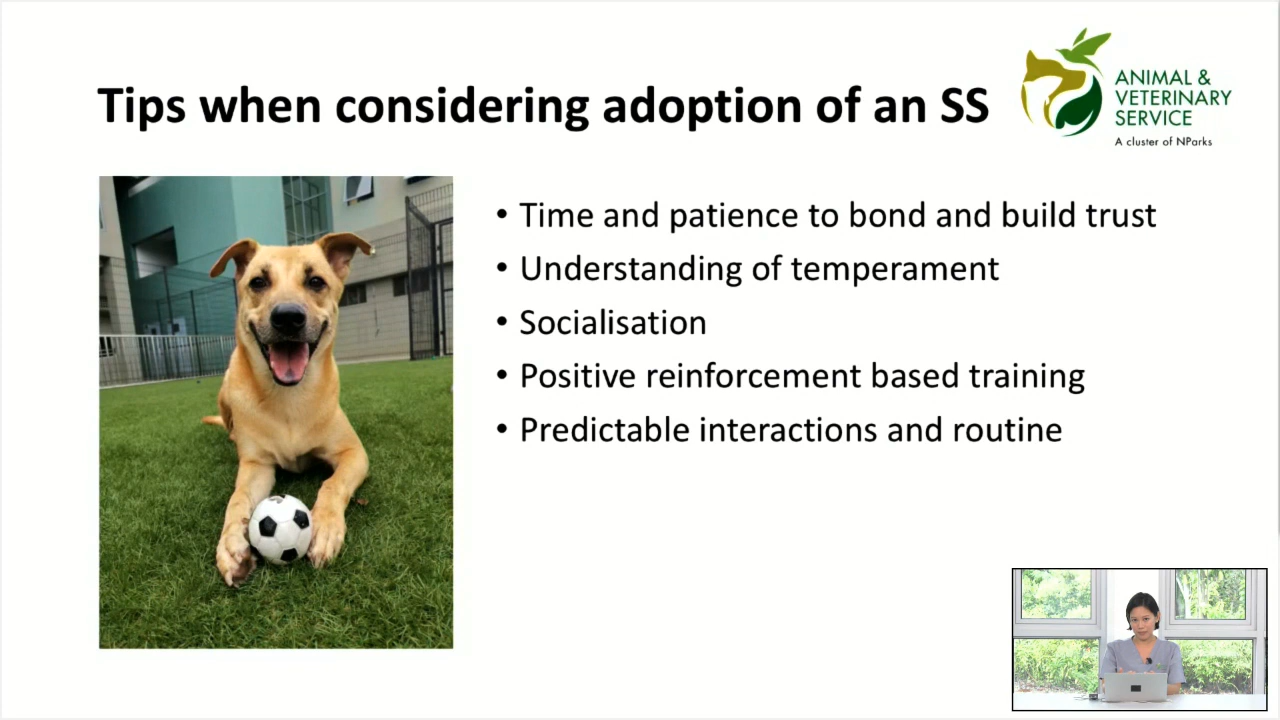 Tips when considering adoption of an SS
ANIMAL &
VETERINARY
SERVICE
A cluster of NParks
• Time and patience to bond and build trust
• Understanding of temperament
• Socialisation
• Positive reinforcement based training
• Predictable interactions and routine